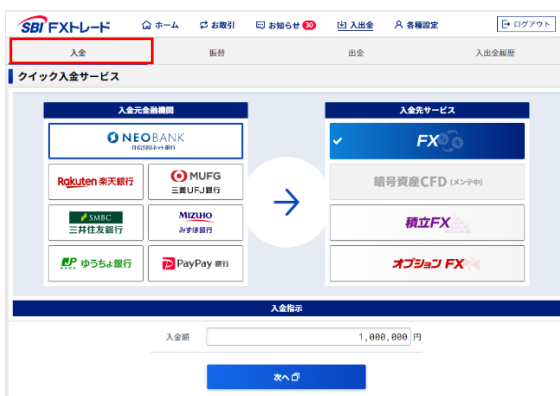 SBI FXトレード
ホーム お取引 お知らせ 30 入出金 各種設定 ログアウト
入金 振替 出金 入出金履歴
クイック入金サービス
入金元金融機関 入金先サービス
NEOBANK
住信SBIネット銀行
FX
Rakuten 楽天銀行
MUFG
三菱UFJ銀行
暗号資産CFD (メンテ中)
SMBC
三井住友銀行
MIZUHO
みずほ銀行
積立FX
ゆうちょ銀行
PayPay 銀行
オプション FX
入金指示
入金額 1,000,000 円
次へ